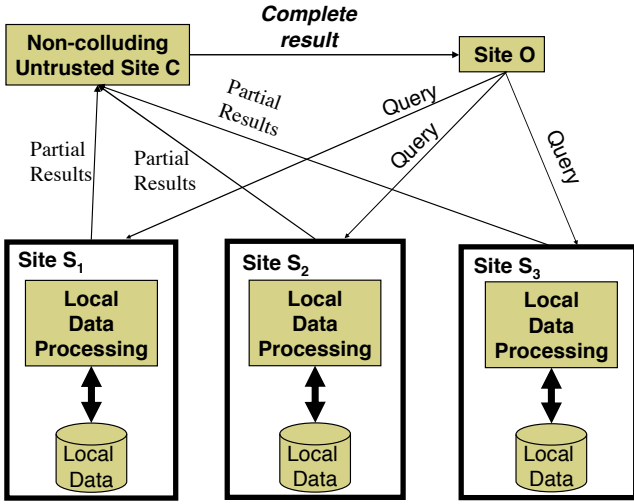 Complete
result
Non-colluding
Untrusted Site C
Site O
Partial
Results
Query
Query
Query
Partial
Results
Partial
Results
Site S1
Local
Data
Processing
Local
Data
Site S2
Local
Data
Processing
Local
Data
Site S3
Local
Data
Processing
Local
Data